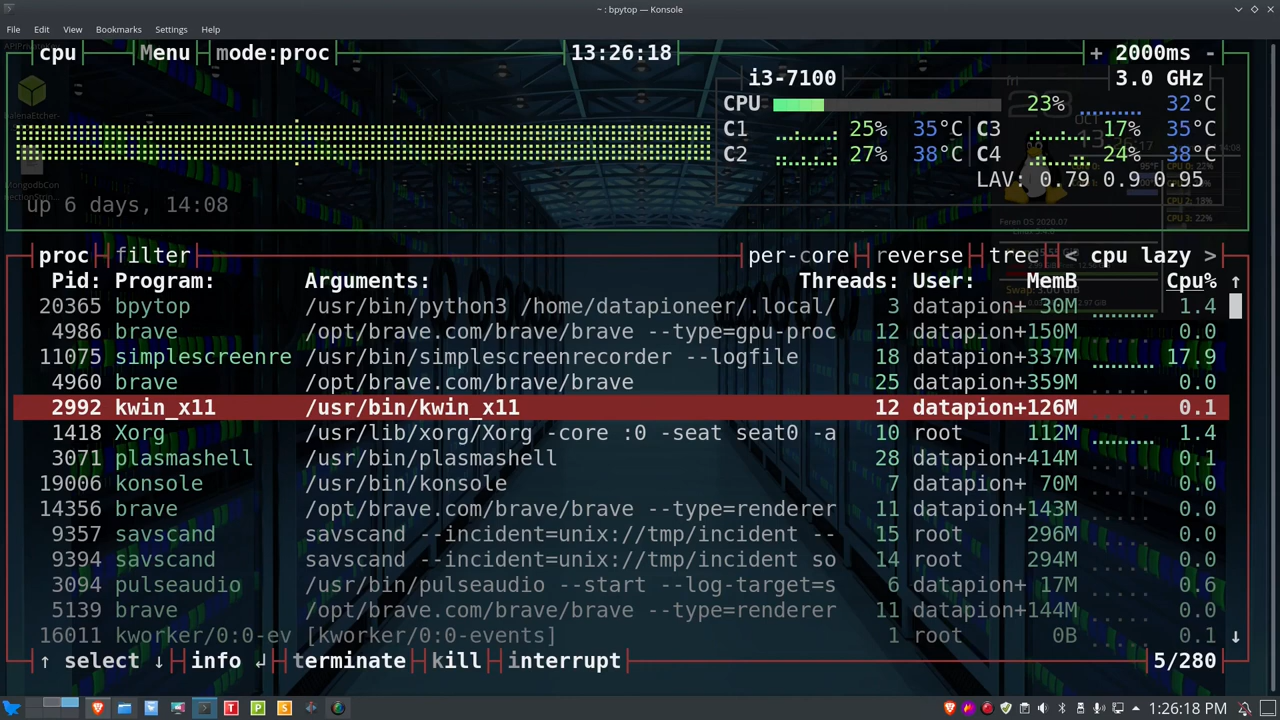 ~ : bpytop — Konsole
File Edit View Bookmarks Settings Help
cpu Menu mode:proc 13:26:18 + 2000ms -
i3-7100 3.0 GHz
CPU 23% 32°C
C1 25% 35°C C3 17% 35°C
C2 27% 38°C C4 24% 38°C
LAV: 0.79 0.9 0.95
up 6 days, 14:08
Feren OS 2020.07
proc filter per-core reverse tree < cpu lazy >
Pid: Program: Arguments: Threads: User: MemB Cpu% ↑
20365 bpytop /usr/bin/python3 /home/datapioneer/.local/ 3 datapion+ 30M 1.4
4986 brave /opt/brave.com/brave/brave --type=gpu-proc 12 datapion+150M 0.0
11075 simplescreenre /usr/bin/simplescreenrecorder --logfile 18 datapion+337M 17.9
4960 brave /opt/brave.com/brave/brave 25 datapion+359M 0.0
2992 kwin_x11 /usr/bin/kwin_x11 12 datapion+126M 0.1
1418 Xorg /usr/lib/xorg/Xorg -core :0 -seat seat0 -a 10 root 112M 1.4
3071 plasmashell /usr/bin/plasmashell 28 datapion+414M 0.1
19006 konsole /usr/bin/konsole 7 datapion+ 70M 0.0
14356 brave /opt/brave.com/brave/brave --type=renderer 11 datapion+143M 0.0
9357 savscand savscand --incident=unix://tmp/incident -- 15 root 296M 0.0
9394 savscand savscand --incident=unix://tmp/incident so 14 root 294M 0.0
3094 pulseaudio /usr/bin/pulseaudio --start --log-target=s 6 datapion+ 17M 0.6
5139 brave /opt/brave.com/brave/brave --type=renderer 11 datapion+144M 0.0
16011 kworker/0:0-ev [kworker/0:0-events] 1 root 0B 0.1 ↓
↑ select ↓ info ↲ terminate kill interrupt 5/280
T P S 1:26:18 PM